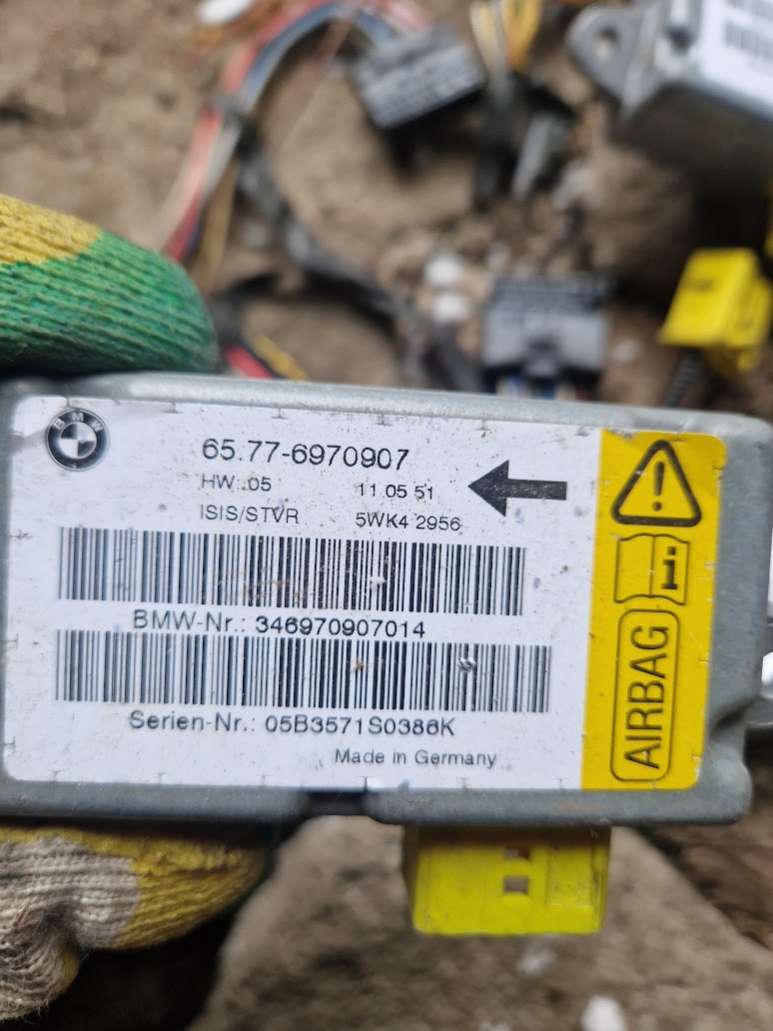 BMW
65.77-6970907
HW:.05 11 05 51
ISIS/STVR 5WK4 2956
BMW-Nr.: 346970907014
Serien-Nr.: 05B3571S0386K
Made in Germany
AIRBAG